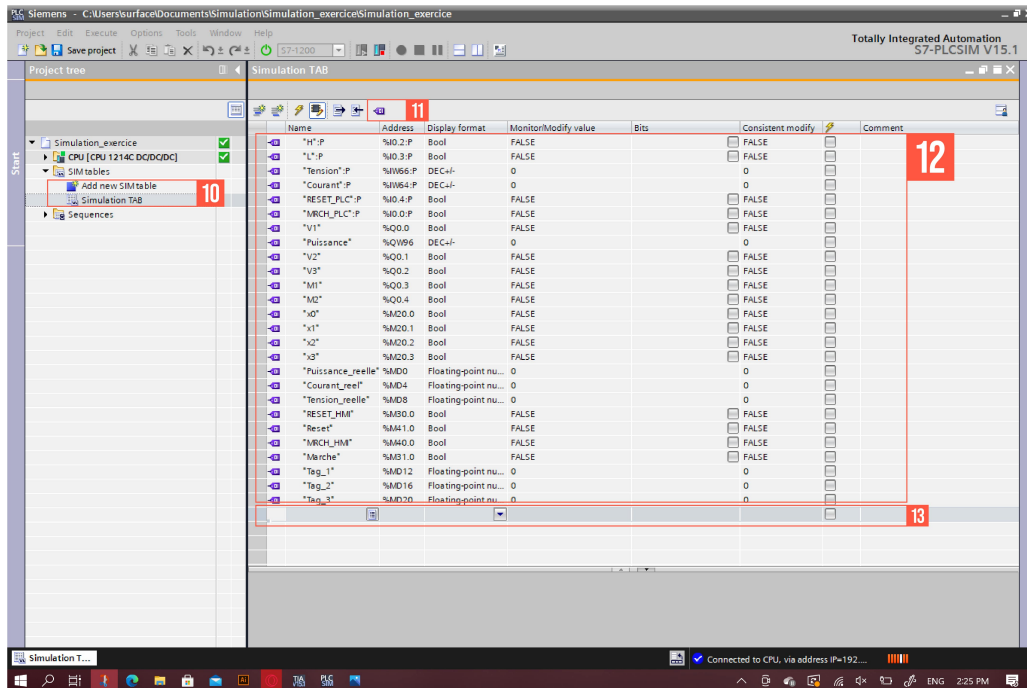 Siemens - C:\Users\surface\Documents\Simulation\Simulation_exercice\Simulation_exercice
Project Edit Execute Options Tools Window Help
Totally Integrated Automation
S7-PLCSIM V15.1
Save project S7-1200
Project tree
Simulation TAB
11
Name Address Display format Monitor/Modify value Bits Consistent modify Comment
Start
Simulation_exercice
CPU [CPU 1214C DC/DC/DC]
SIM tables
Add new SIM table
Simulation TAB
Sequences
10
12
"H":P %I0.2:P Bool FALSE FALSE
"L":P %I0.3:P Bool FALSE FALSE
"Tension":P %IW66:P DEC+/- 0 0
"Courant":P %IW64:P DEC+/- 0 0
"RESET_PLC":P %I0.4:P Bool FALSE FALSE
"MRCH_PLC":P %I0.0:P Bool FALSE FALSE
"V1" %Q0.0 Bool FALSE FALSE
"Puissance" %QW96 DEC+/- 0 0
"V2" %Q0.1 Bool FALSE FALSE
"V3" %Q0.2 Bool FALSE FALSE
"M1" %Q0.3 Bool FALSE FALSE
"M2" %Q0.4 Bool FALSE FALSE
"x0" %M20.0 Bool FALSE FALSE
"x1" %M20.1 Bool FALSE FALSE
"x2" %M20.2 Bool FALSE FALSE
"x3" %M20.3 Bool FALSE FALSE
"Puissance_reelle" %MD0 Floating-point nu... 0 0
"Courant_reel" %MD4 Floating-point nu... 0 0
"Tension_reelle" %MD8 Floating-point nu... 0 0
"RESET_HMI" %M30.0 Bool FALSE FALSE
"Reset" %M41.0 Bool FALSE FALSE
"MRCH_HMI" %M40.0 Bool FALSE FALSE
"Marche" %M31.0 Bool FALSE FALSE
"Tag_1" %MD12 Floating-point nu... 0 0
"Tag_2" %MD16 Floating-point nu... 0 0
"Tag_3" %MD20 Floating-point nu... 0 0
13
Simulation T...
Connected to CPU, via address IP=192....
ENG 2:25 PM